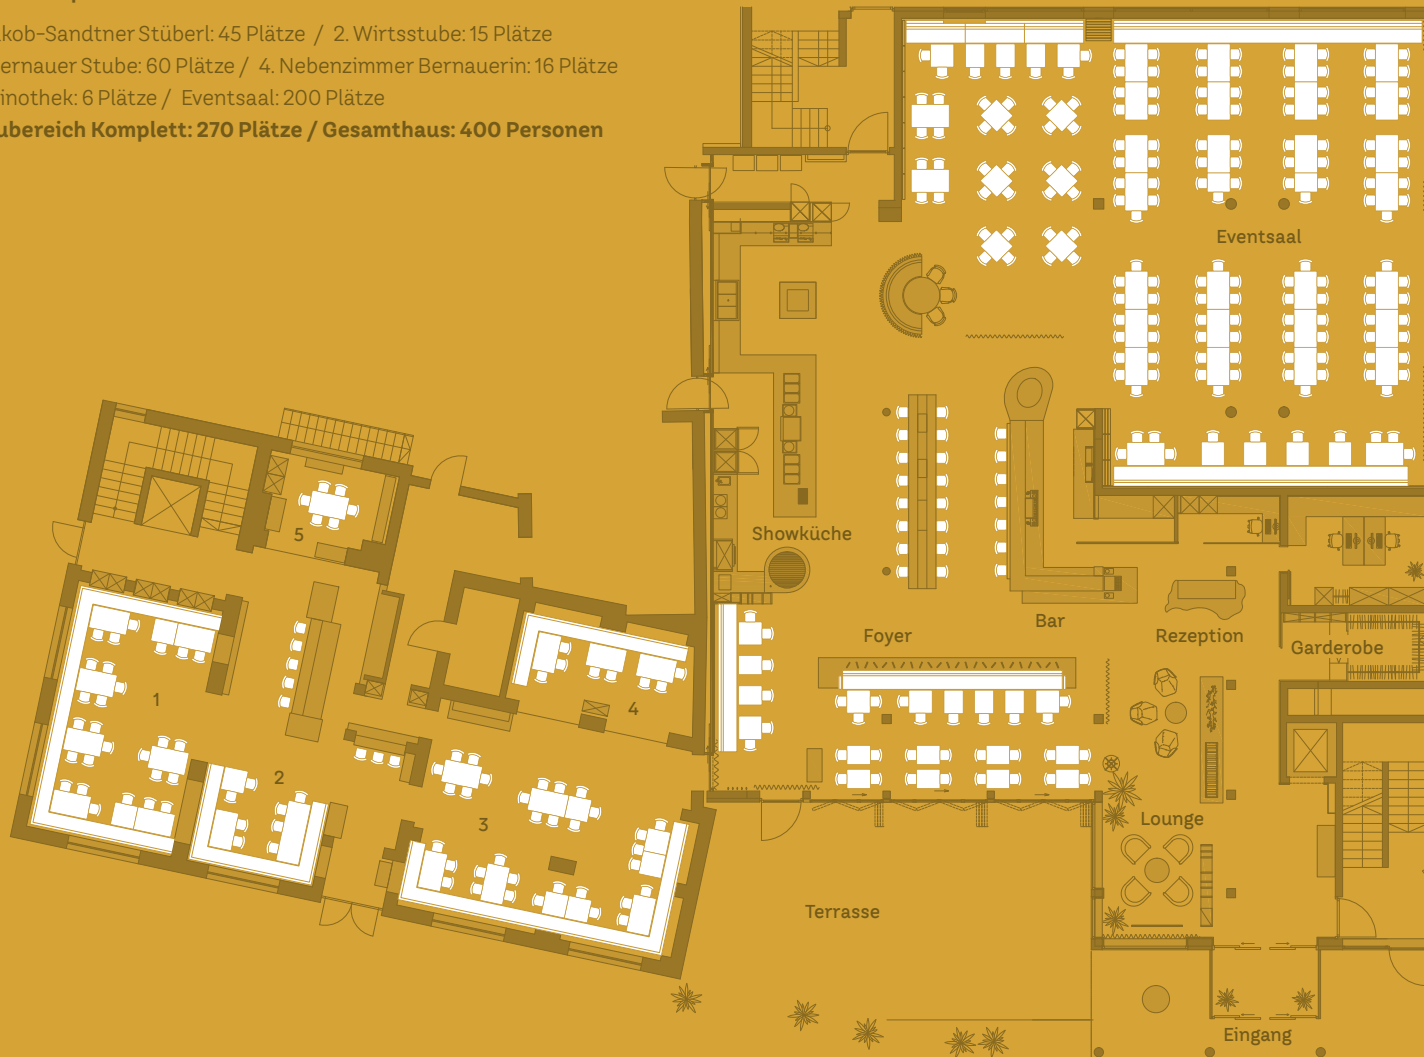 kob-Sandtner Stüberl: 45 Plätze / 2. Wirtsstube: 15 Plätze
ernauer Stube: 60 Plätze / 4. Nebenzimmer Bernauerin: 16 Plätze
inothek: 6 Plätze / Eventsaal: 200 Plätze
ubereich Komplett: 270 Plätze / Gesamthaus: 400 Personen
Eventsaal
5
Showküche
Bar
Foyer
Rezeption
Garderobe
1
4
2
3
Lounge
Terrasse
Eingang